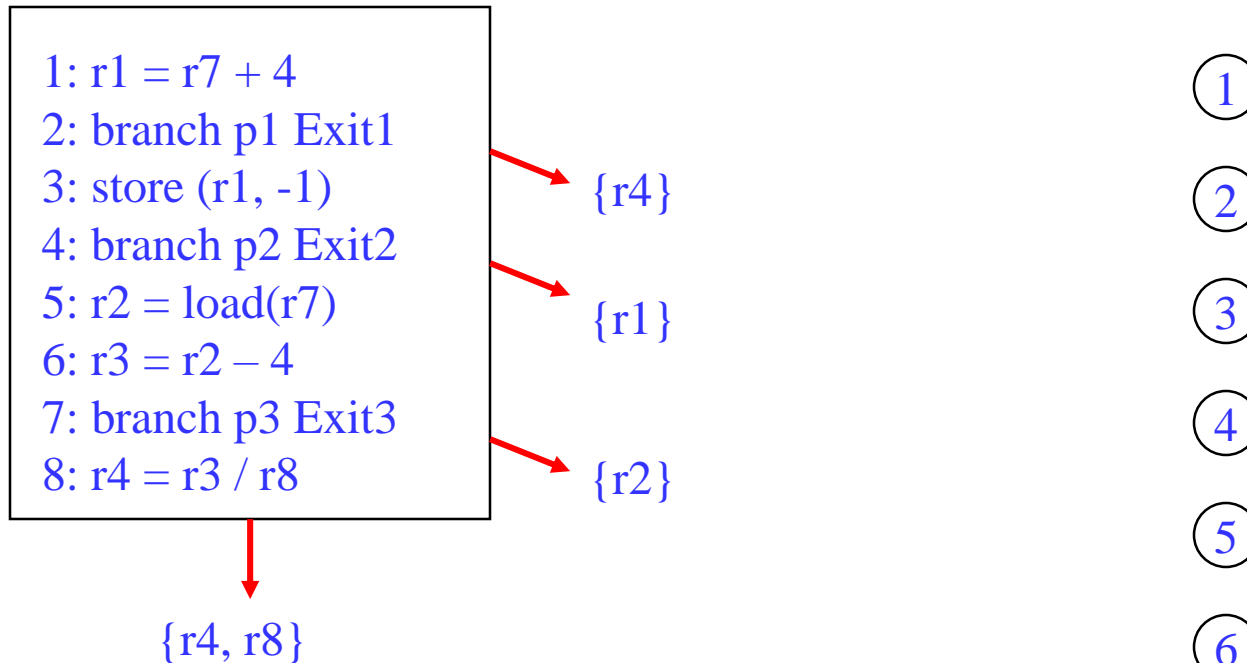 1: r1 = r7 + 4
2: branch p1 Exit1
3: store (r1, -1)
4: branch p2 Exit2
5: r2 = load(r7)
6: r3 = r2 – 4
7: branch p3 Exit3
8: r4 = r3 / r8
{r4}
{r1}
{r2}
{r4, r8}
1
2
3
4
5
6